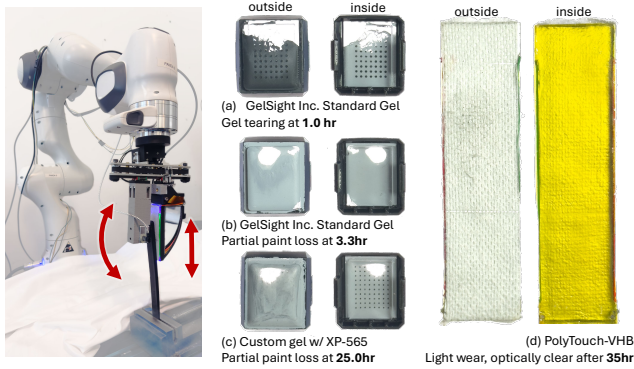 outside
inside
(a) GelSight Inc. Standard Gel
Gel tearing at 1.0 hr
(b) GelSight Inc. Standard Gel
Partial paint loss at 3.3hr
(c) Custom gel w/ XP-565
Partial paint loss at 25.0hr
outside
inside
(d) PolyTouch-VHB
Light wear, optically clear after 35hr